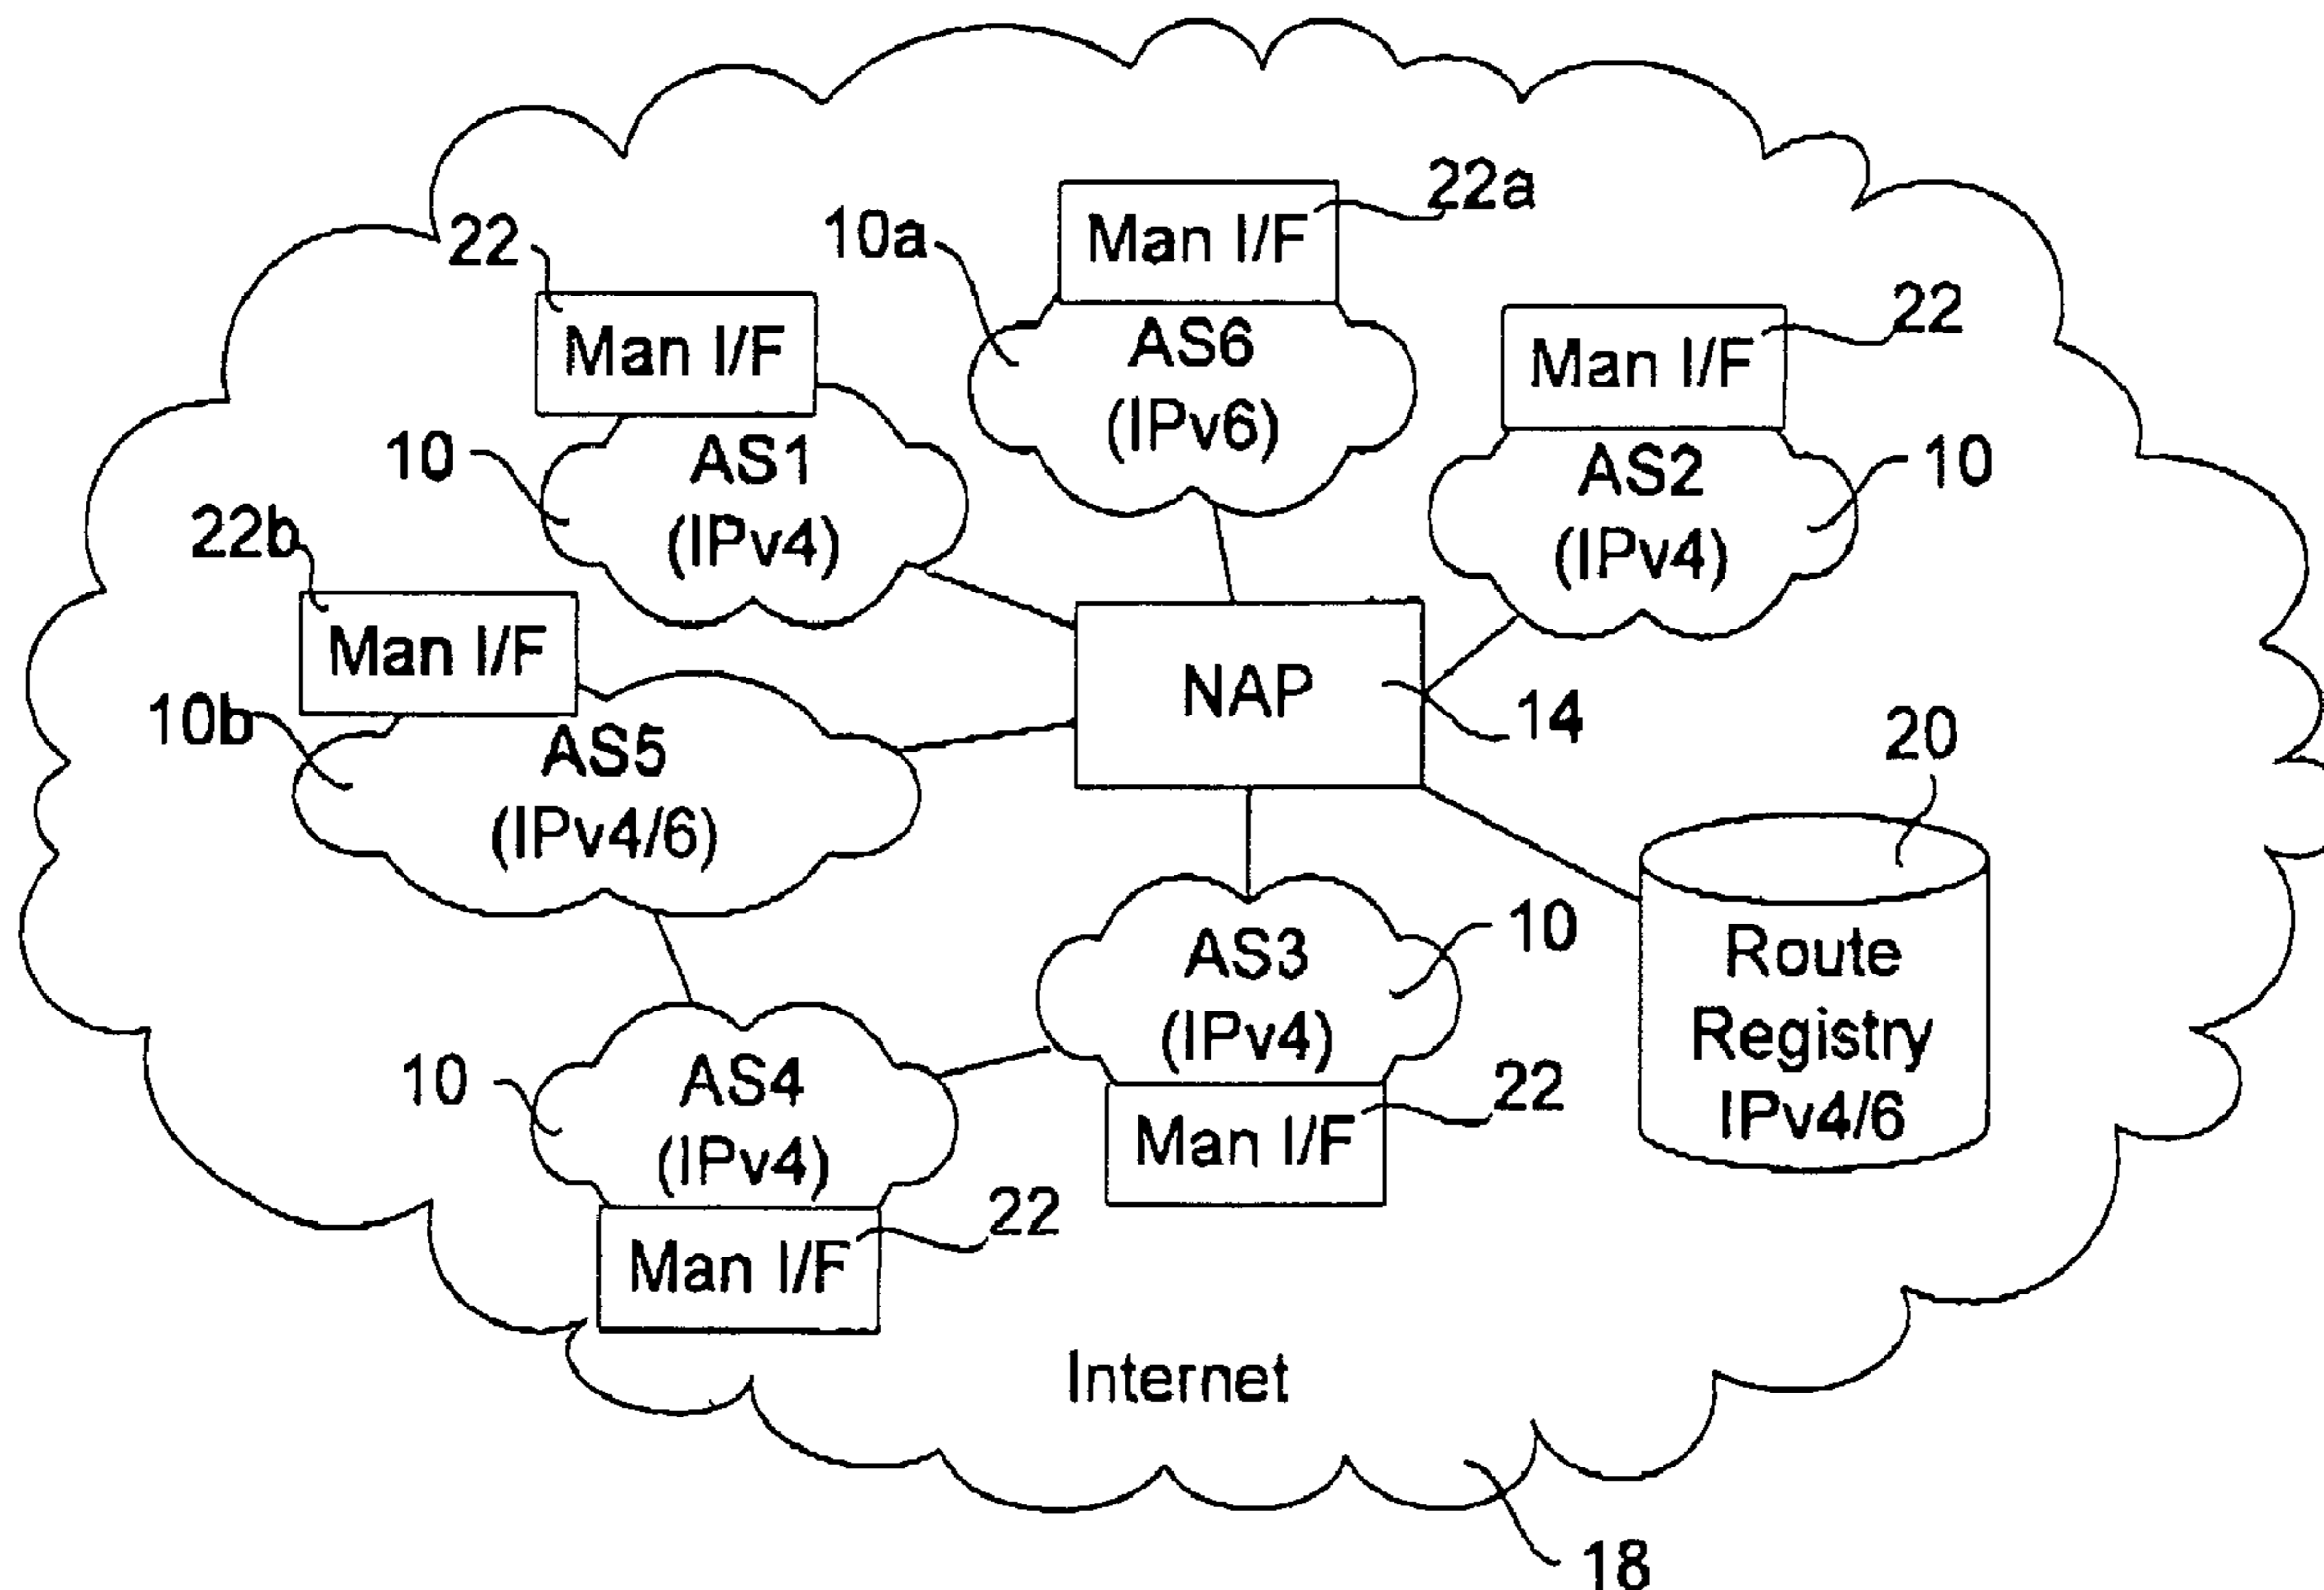 22a
10a
Man I/F
22
22
Man I/F
AS6
Man I/F
(IPv6)
10
AS1
AS2
10
(IPv4)
(IPv4)
22b
Man I/F
NAP
10b
14
20
AS5
(IPv4/6)
10
AS3
Route
(IPv4)
Registry
10
AS4
22
IPv4/6
(IPv4)
Man I/F
22
Man I/F
Internet
18